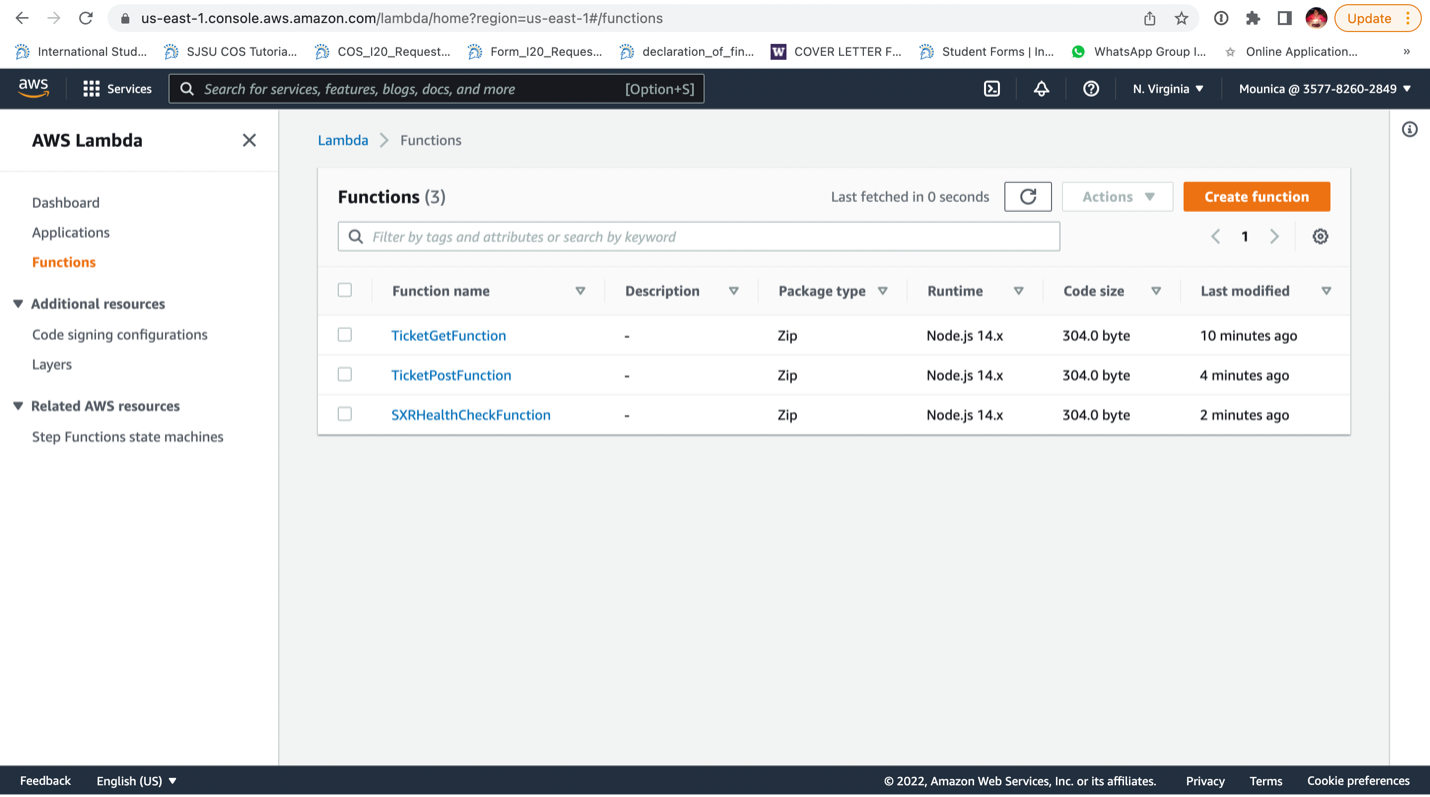 us-east-1.console.aws.amazon.com/lambda/home?region=us-east-1#/functions
Update
International Stud...
SJSU COS Tutoria...
COS_I20_Request...
Form_I20_Reques...
declaration_of_fin...
W
COVER LETTER F...
Student Forms | In...
WhatsApp Group I...
Online Application...
»
aws
Services
Search for services, features, blogs, docs, and more
[Option+S]
N. Virginia
Mounica @ 3577-8260-2849
AWS Lambda
Dashboard
Applications
Functions
Additional resources
Code signing configurations
Layers
Related AWS resources
Step Functions state machines
Lambda
Functions
Functions (3)
Last fetched in 0 seconds
Actions
Create function
Filter by tags and attributes or search by keyword
1
Function name Description Package type Runtime Code size Last modified
TicketGetFunction - Zip Node.js 14.x 304.0 byte 10 minutes ago
TicketPostFunction - Zip Node.js 14.x 304.0 byte 4 minutes ago
SXRHealthCheckFunction - Zip Node.js 14.x 304.0 byte 2 minutes ago
Feedback
English (US)
© 2022, Amazon Web Services, Inc. or its affiliates.
Privacy
Terms
Cookie preferences